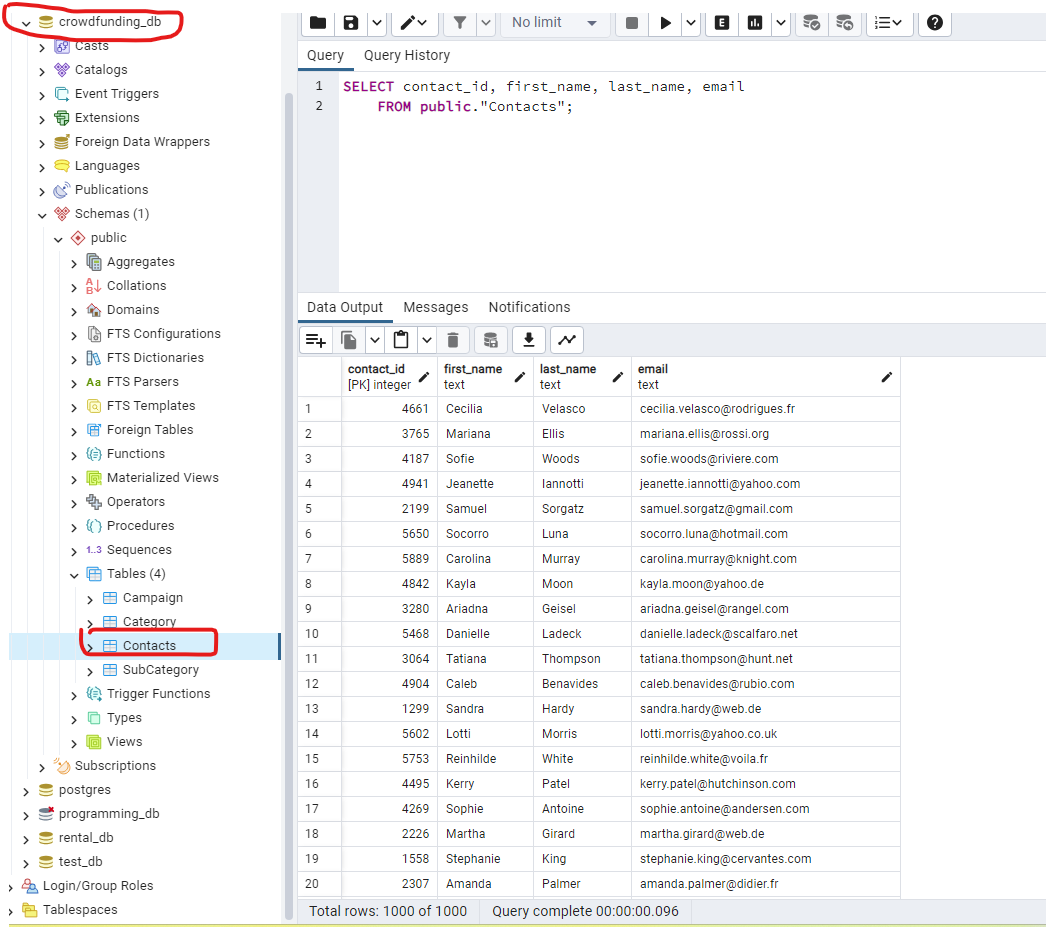 crowdfunding_db
Casts
Catalogs
Event Triggers
Extensions
Foreign Data Wrappers
Languages
Publications
Schemas (1)
public
Aggregates
Collations
Domains
FTS Configurations
FTS Dictionaries
Aa FTS Parsers
FTS Templates
Foreign Tables
Functions
Materialized Views
Operators
Procedures
1..3 Sequences
Tables (4)
Campaign
Category
Contacts
SubCategory
Trigger Functions
Types
Views
Subscriptions
postgres
programming_db
rental_db
test_db
Login/Group Roles
Tablespaces
No limit E
Query Query History
1 SELECT contact_id, first_name, last_name, email
2 FROM public."Contacts";
Data Output Messages Notifications
contact_id first_name last_name email
[PK] integer text text text
1 4661 Cecilia Velasco cecilia.velasco@rodrigues.fr
2 3765 Mariana Ellis mariana.ellis@rossi.org
3 4187 Sofie Woods sofie.woods@riviere.com
4 4941 Jeanette Iannotti jeanette.iannotti@yahoo.com
5 2199 Samuel Sorgatz samuel.sorgatz@gmail.com
6 5650 Socorro Luna socorro.luna@hotmail.com
7 5889 Carolina Murray carolina.murray@knight.com
8 4842 Kayla Moon kayla.moon@yahoo.de
9 3280 Ariadna Geisel ariadna.geisel@rangel.com
10 5468 Danielle Ladeck danielle.ladeck@scalfaro.net
11 3064 Tatiana Thompson tatiana.thompson@hunt.net
12 4904 Caleb Benavides caleb.benavides@rubio.com
13 1299 Sandra Hardy sandra.hardy@web.de
14 5602 Lotti Morris lotti.morris@yahoo.co.uk
15 5753 Reinhilde White reinhilde.white@voila.fr
16 4495 Kerry Patel kerry.patel@hutchinson.com
17 4269 Sophie Antoine sophie.antoine@andersen.com
18 2226 Martha Girard martha.girard@web.de
19 1558 Stephanie King stephanie.king@cervantes.com
20 2307 Amanda Palmer amanda.palmer@didier.fr
Total rows: 1000 of 1000 Query complete 00:00:00.096